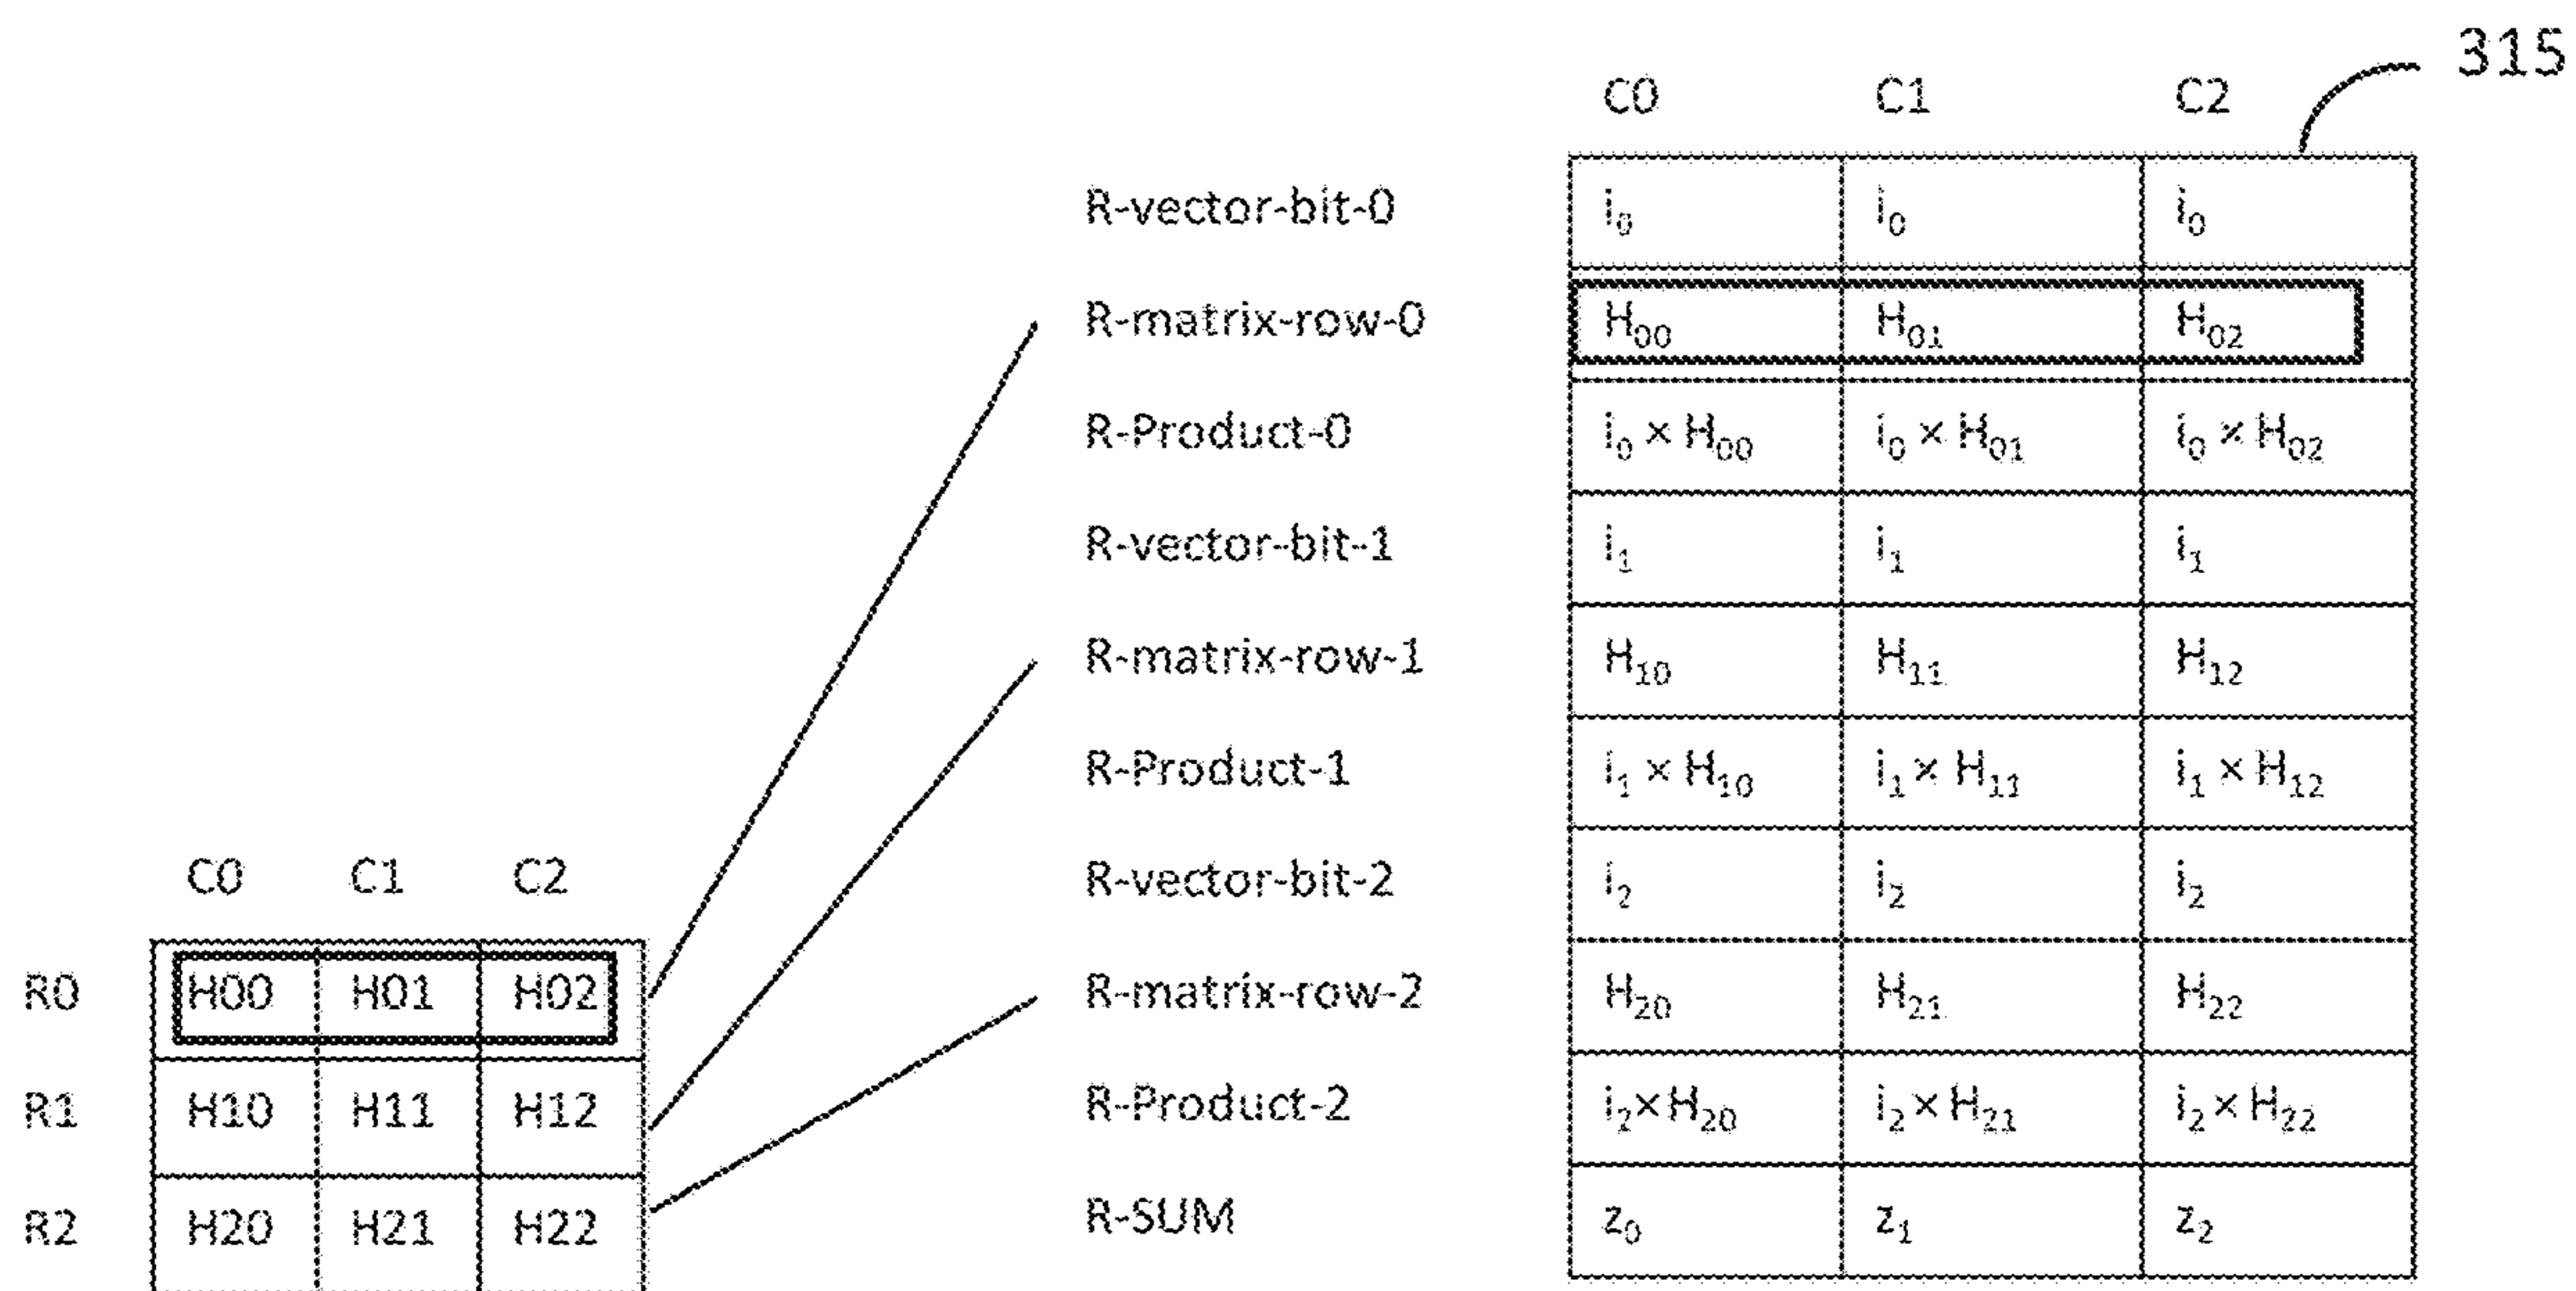 315
C0 C1 C2
R-vector-bit-0 i₀ i₀ i₀
R-matrix-row-0 H₀₀ H₀₁ H₀₂
R-Product-0 i₀ × H₀₀ i₀ × H₀₁ i₀ × H₀₂
R-vector-bit-1 i₁ i₁ i₁
R-matrix-row-1 H₁₀ H₁₁ H₁₂
R-Product-1 i₁ × H₁₀ i₁ × H₁₁ i₁ × H₁₂
R-vector-bit-2 i₂ i₂ i₂
R-matrix-row-2 H₂₀ H₂₁ H₂₂
R-Product-2 i₂ × H₂₀ i₂ × H₂₁ i₂ × H₂₂
R-SUM z₀ z₁ z₂
C0 C1 C2
R0 H00 H01 H02
R1 H10 H11 H12
R2 H20 H21 H22